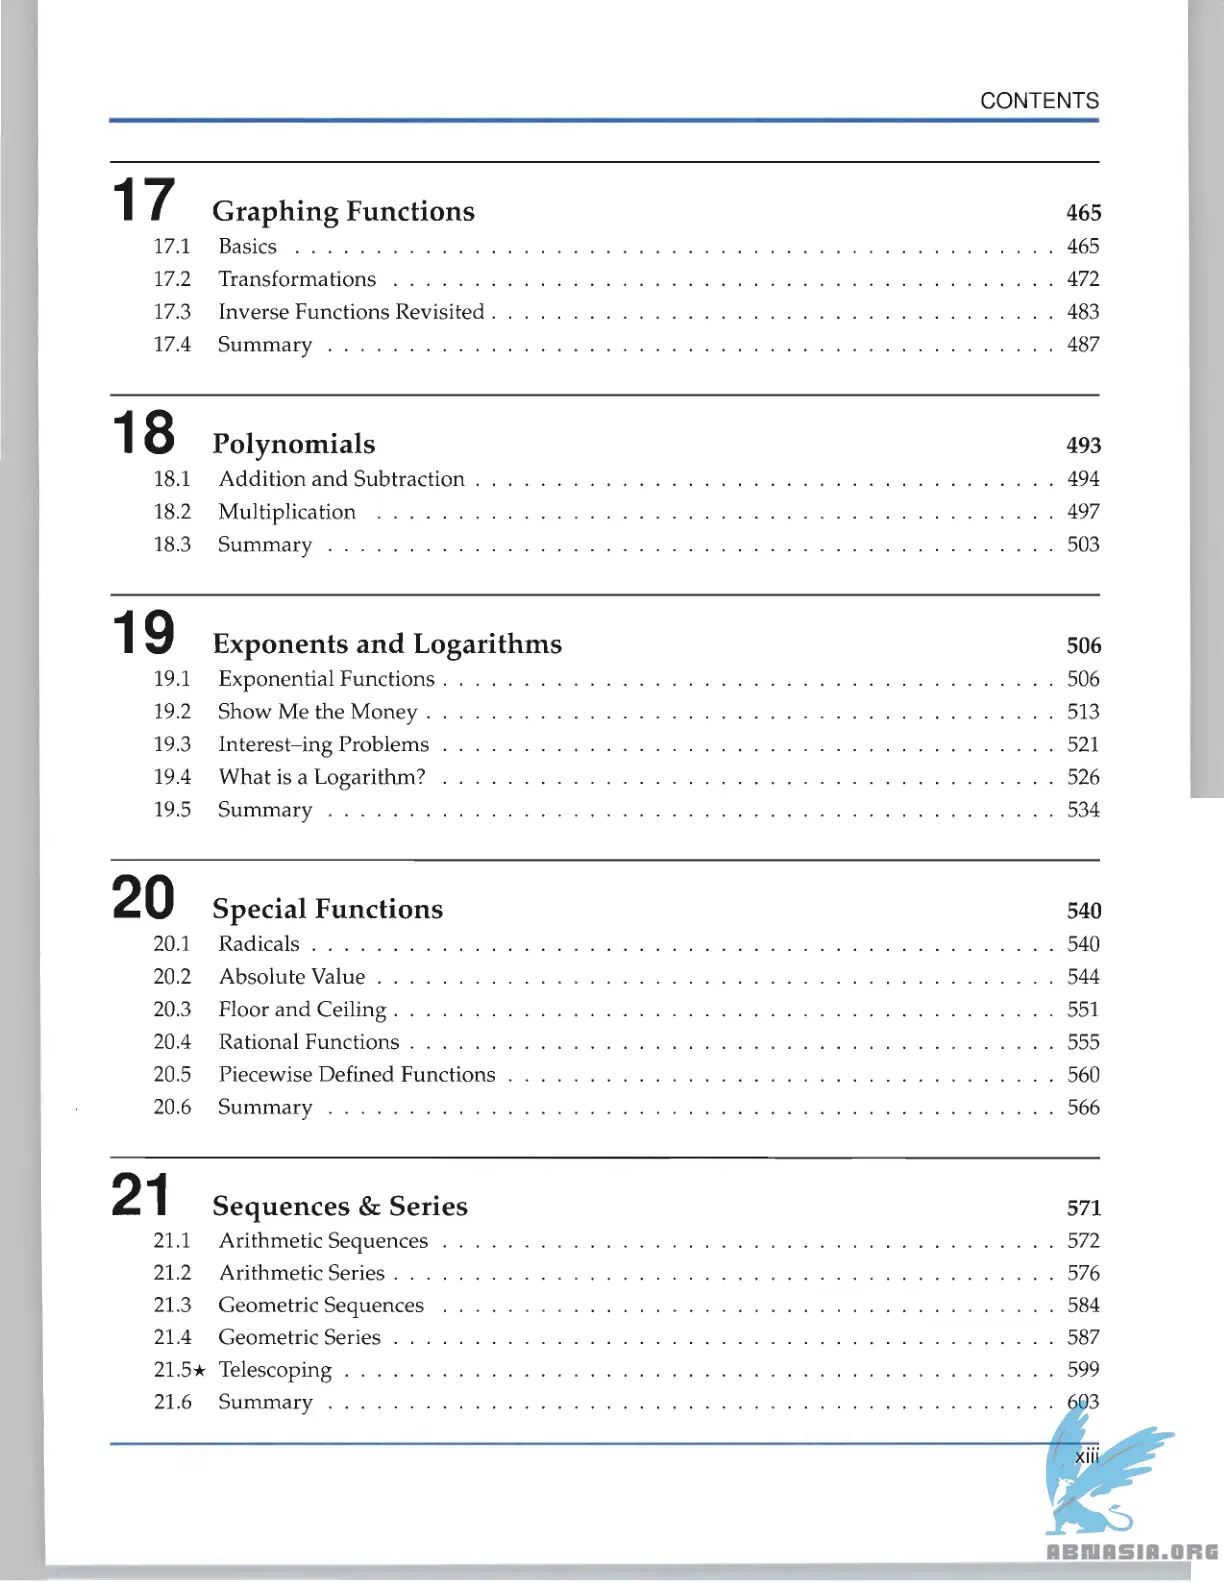 CONTENTS
17 Graphing Functions 465
17.1 Basics . . . . . . . . . . 465
17.2 Transformations . . . . . . . . . . 472
17.3 Inverse Functions Revisited . . . . . . . . . . 483
17.4 Summary . . . . . . . . . . 487
18 Polynomials 493
18.1 Addition and Subtraction . . . . . . . . . . 494
18.2 Multiplication . . . . . . . . . . 497
18.3 Summary . . . . . . . . . . 503
19 Exponents and Logarithms 506
19.1 Exponential Functions . . . . . . . . . . 506
19.2 Show Me the Money . . . . . . . . . . 513
19.3 Interest–ing Problems . . . . . . . . . . 521
19.4 What is a Logarithm? . . . . . . . . . . 526
19.5 Summary . . . . . . . . . . 534
20 Special Functions 540
20.1 Radicals . . . . . . . . . . 540
20.2 Absolute Value . . . . . . . . . . 544
20.3 Floor and Ceiling . . . . . . . . . . 551
20.4 Rational Functions . . . . . . . . . . 555
20.5 Piecewise Defined Functions . . . . . . . . . . 560
20.6 Summary . . . . . . . . . . 566
21 Sequences & Series 571
21.1 Arithmetic Sequences . . . . . . . . . . 572
21.2 Arithmetic Series . . . . . . . . . . 576
21.3 Geometric Sequences . . . . . . . . . . 584
21.4 Geometric Series . . . . . . . . . . 587
21.5★ Telescoping . . . . . . . . . . 599
21.6 Summary . . . . . . . . . . 603
xiii
ABNASIA.ORG